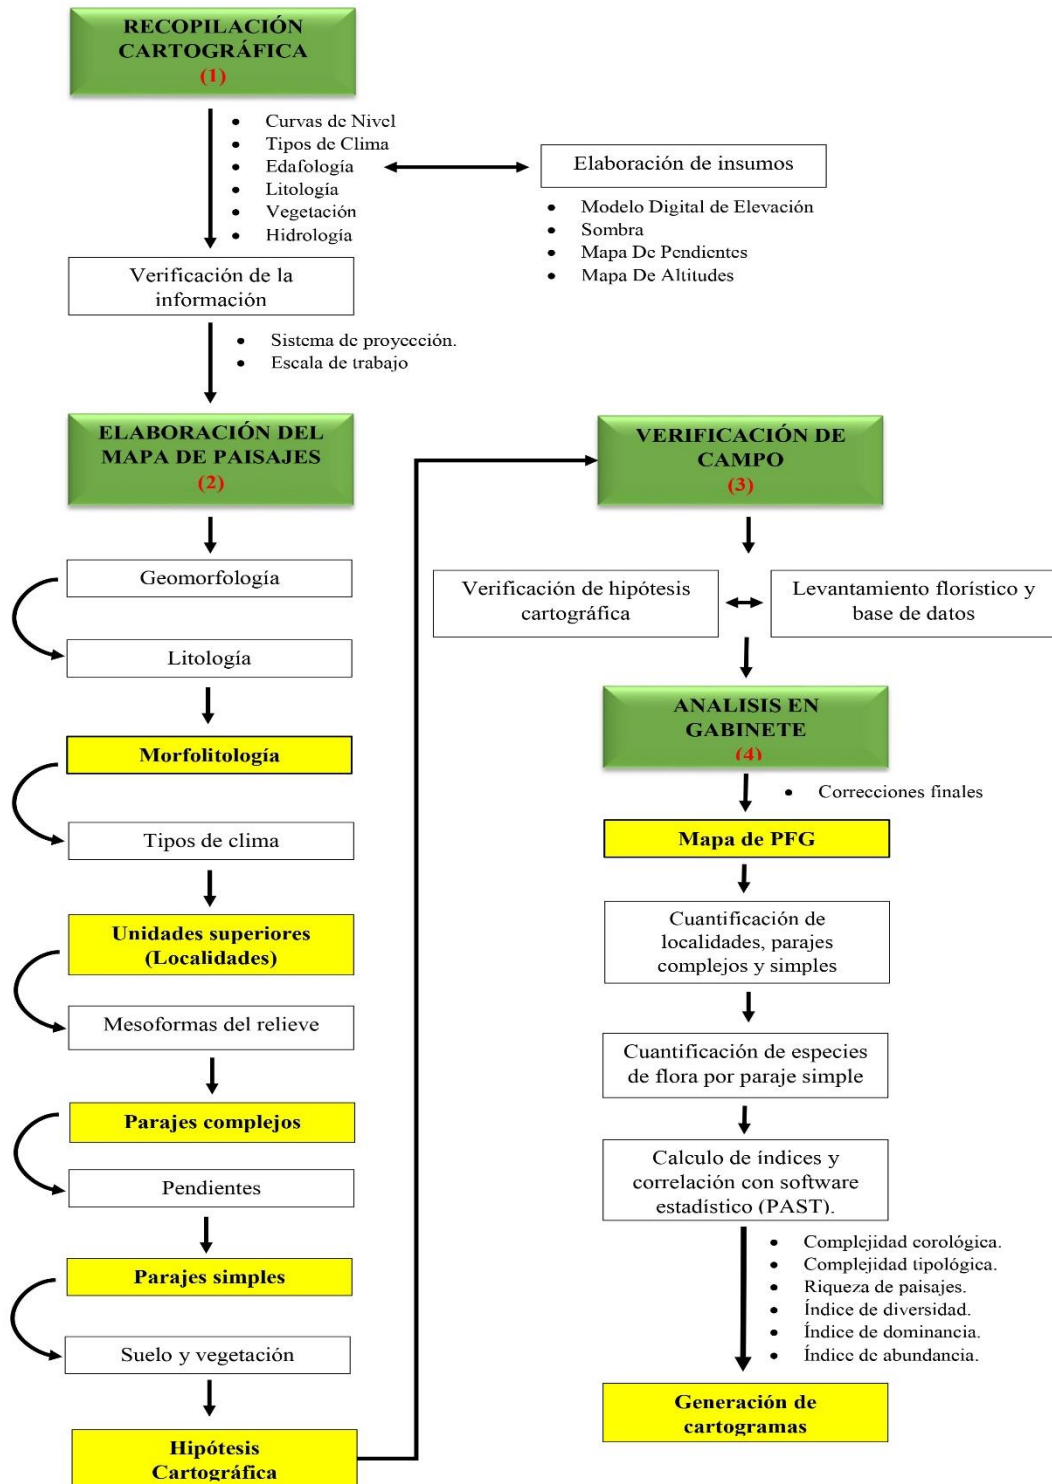 RECOPILACIÓN
CARTOGRÁFICA
(1)
• Curvas de Nivel
• Tipos de Clima
• Edafología
• Litología
• Vegetación
• Hidrología
Elaboración de insumos
• Modelo Digital de Elevación
• Sombra
• Mapa De Pendientes
• Mapa De Altitudes
Verificación de la
información
• Sistema de proyección.
• Escala de trabajo
ELABORACIÓN DEL
MAPA DE PAISAJES
(2)
Geomorfología
Litología
Morfolitología
Tipos de clima
Unidades superiores
(Localidades)
Mesoformas del relieve
Parajes complejos
Pendientes
Parajes simples
Suelo y vegetación
Hipótesis
Cartográfica
VERIFICACIÓN DE
CAMPO
(3)
Verificación de hipótesis
cartográfica
Levantamiento florístico y
base de datos
ANALISIS EN
GABINETE
(4)
• Correcciones finales
Mapa de PFG
Cuantificación de
localidades, parajes
complejos y simples
Cuantificación de especies
de flora por paraje simple
Calculo de índices y
correlación con software
estadístico (PAST).
• Complejidad corológica.
• Complejidad tipológica.
• Riqueza de paisajes.
• Índice de diversidad.
• Índice de dominancia.
• Índice de abundancia.
Generación de
cartogramas